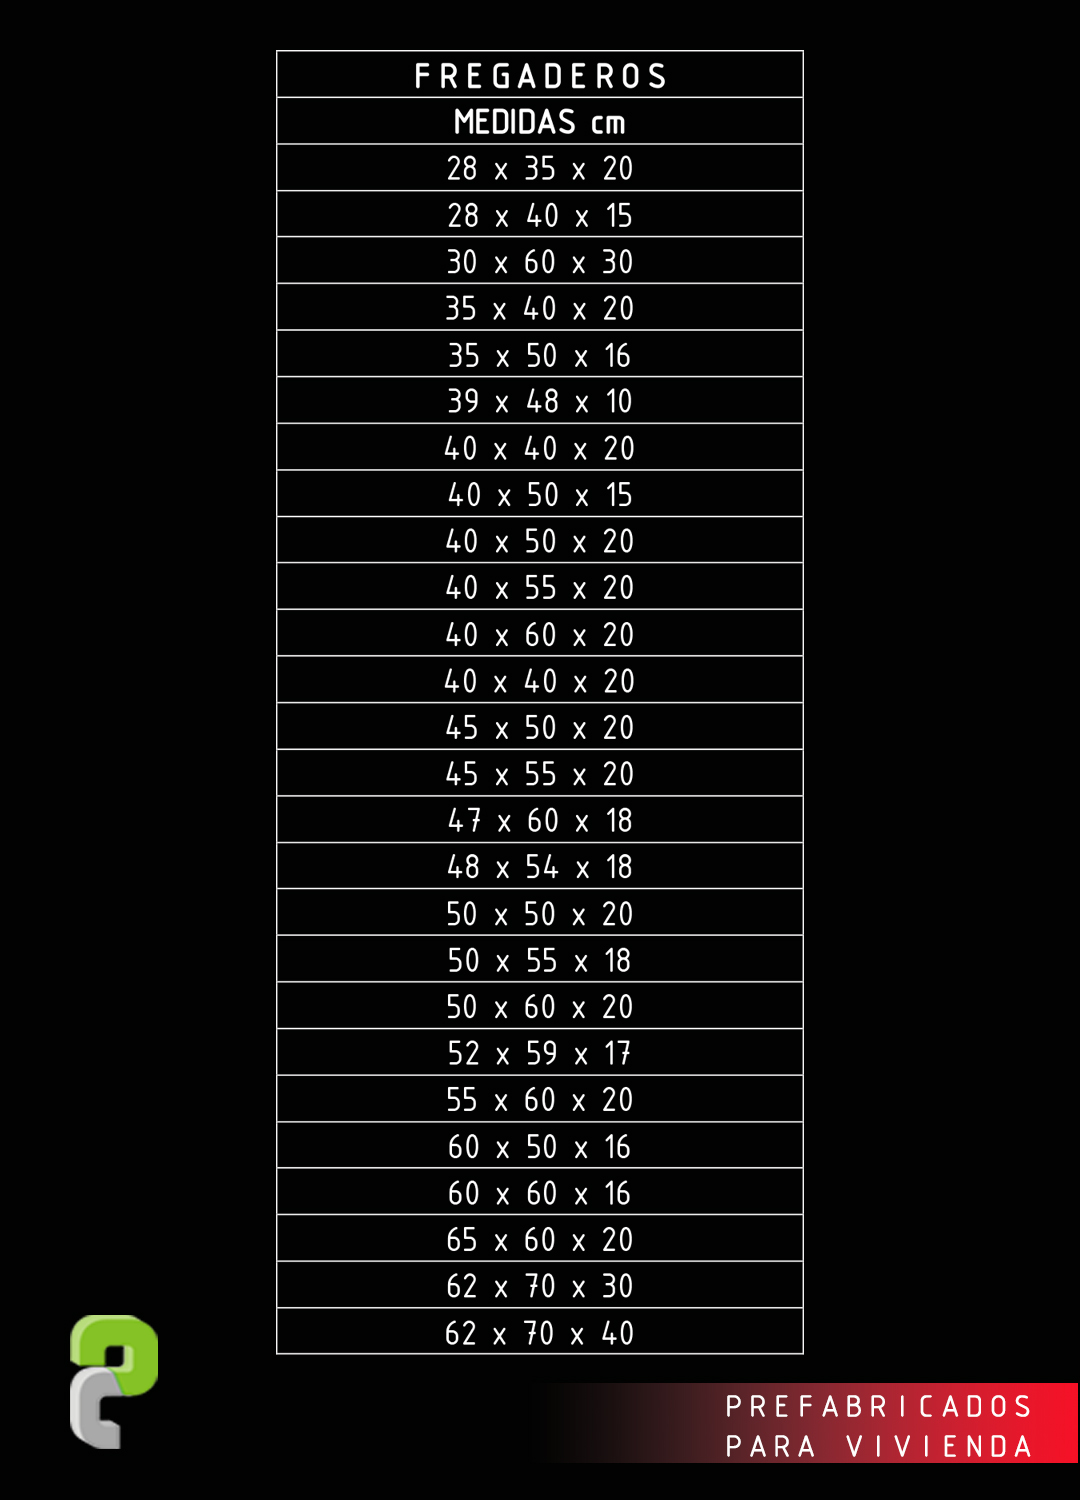 FREGADEROS
MEDIDAS cm
28 x 35 x 20
28 x 40 x 15
30 x 60 x 30
35 x 40 x 20
35 x 50 x 16
39 x 48 x 10
40 x 40 x 20
40 x 50 x 15
40 x 50 x 20
40 x 55 x 20
40 x 60 x 20
40 x 40 x 20
45 x 50 x 20
45 x 55 x 20
47 x 60 x 18
48 x 54 x 18
50 x 50 x 20
50 x 55 x 18
50 x 60 x 20
52 x 59 x 17
55 x 60 x 20
60 x 50 x 16
60 x 60 x 16
65 x 60 x 20
62 x 70 x 30
62 x 70 x 40
PREFABRICADOS
PARA VIVIENDA